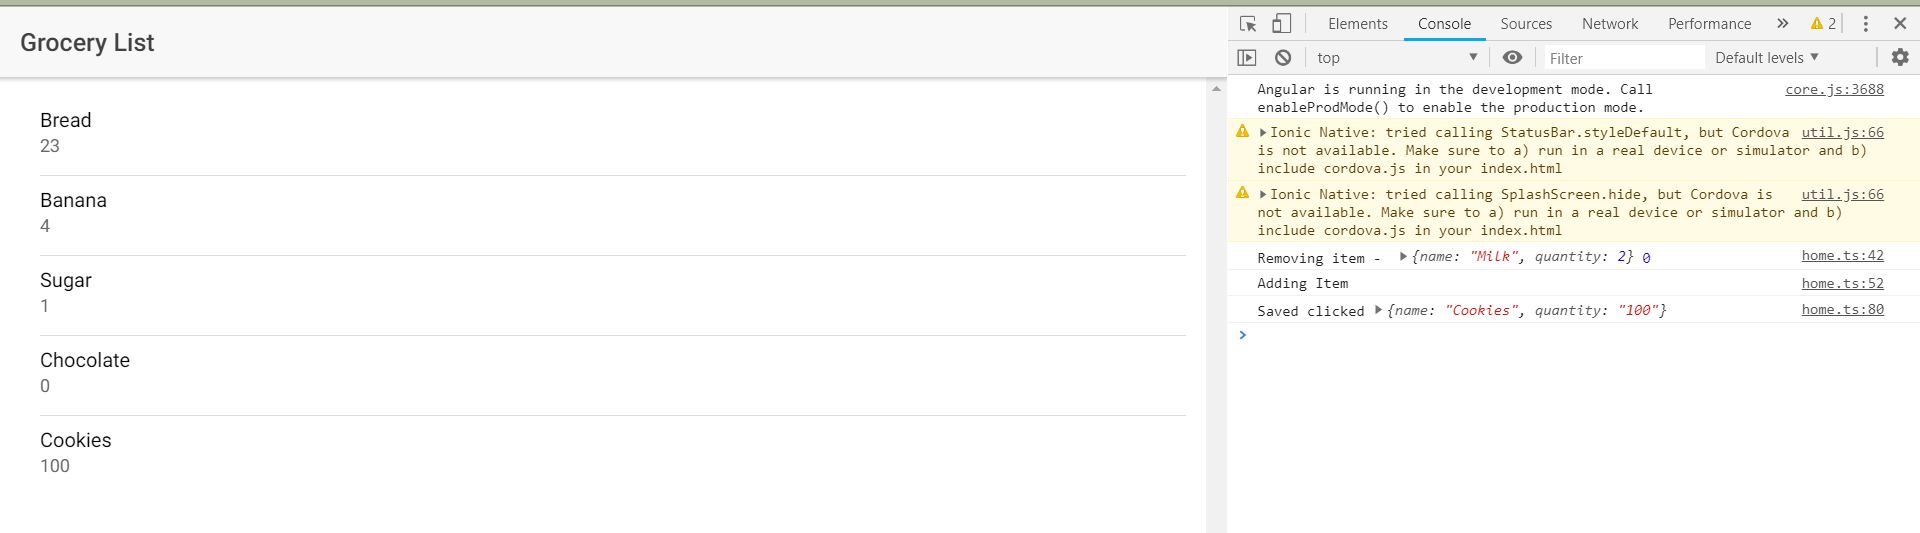 Grocery List
Bread
23
Banana
4
Sugar
1
Chocolate
0
Cookies
100
Elements Console Sources Network Performance » 2
top Filter Default levels
Angular is running in the development mode. Call core.js:3688
enableProdMode() to enable the production mode.
Ionic Native: tried calling StatusBar.styleDefault, but Cordova util.js:66
is not available. Make sure to a) run in a real device or simulator and b)
include cordova.js in your index.html
Ionic Native: tried calling SplashScreen.hide, but Cordova is util.js:66
not available. Make sure to a) run in a real device or simulator and b)
include cordova.js in your index.html
Removing item - {name: "Milk", quantity: 2} 0 home.ts:42
Adding Item home.ts:52
Saved clicked {name: "Cookies", quantity: "100"} home.ts:80